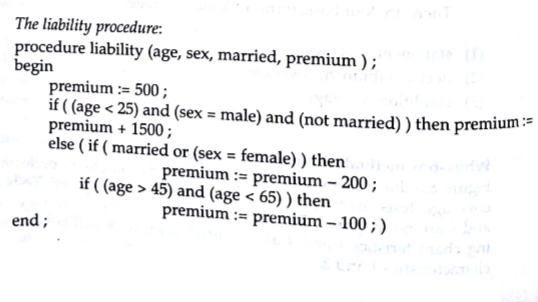 The liability procedure:
procedure liability (age, sex, married, premium ) ;
begin
premium := 500 ;
if ( (age < 25) and (sex = male) and (not married) ) then premium :=
premium + 1500 ;
else ( if ( married or (sex = female) ) then
premium := premium – 200 ;
if ( (age > 45) and (age < 65) ) then
premium := premium – 100 ; )
end ;